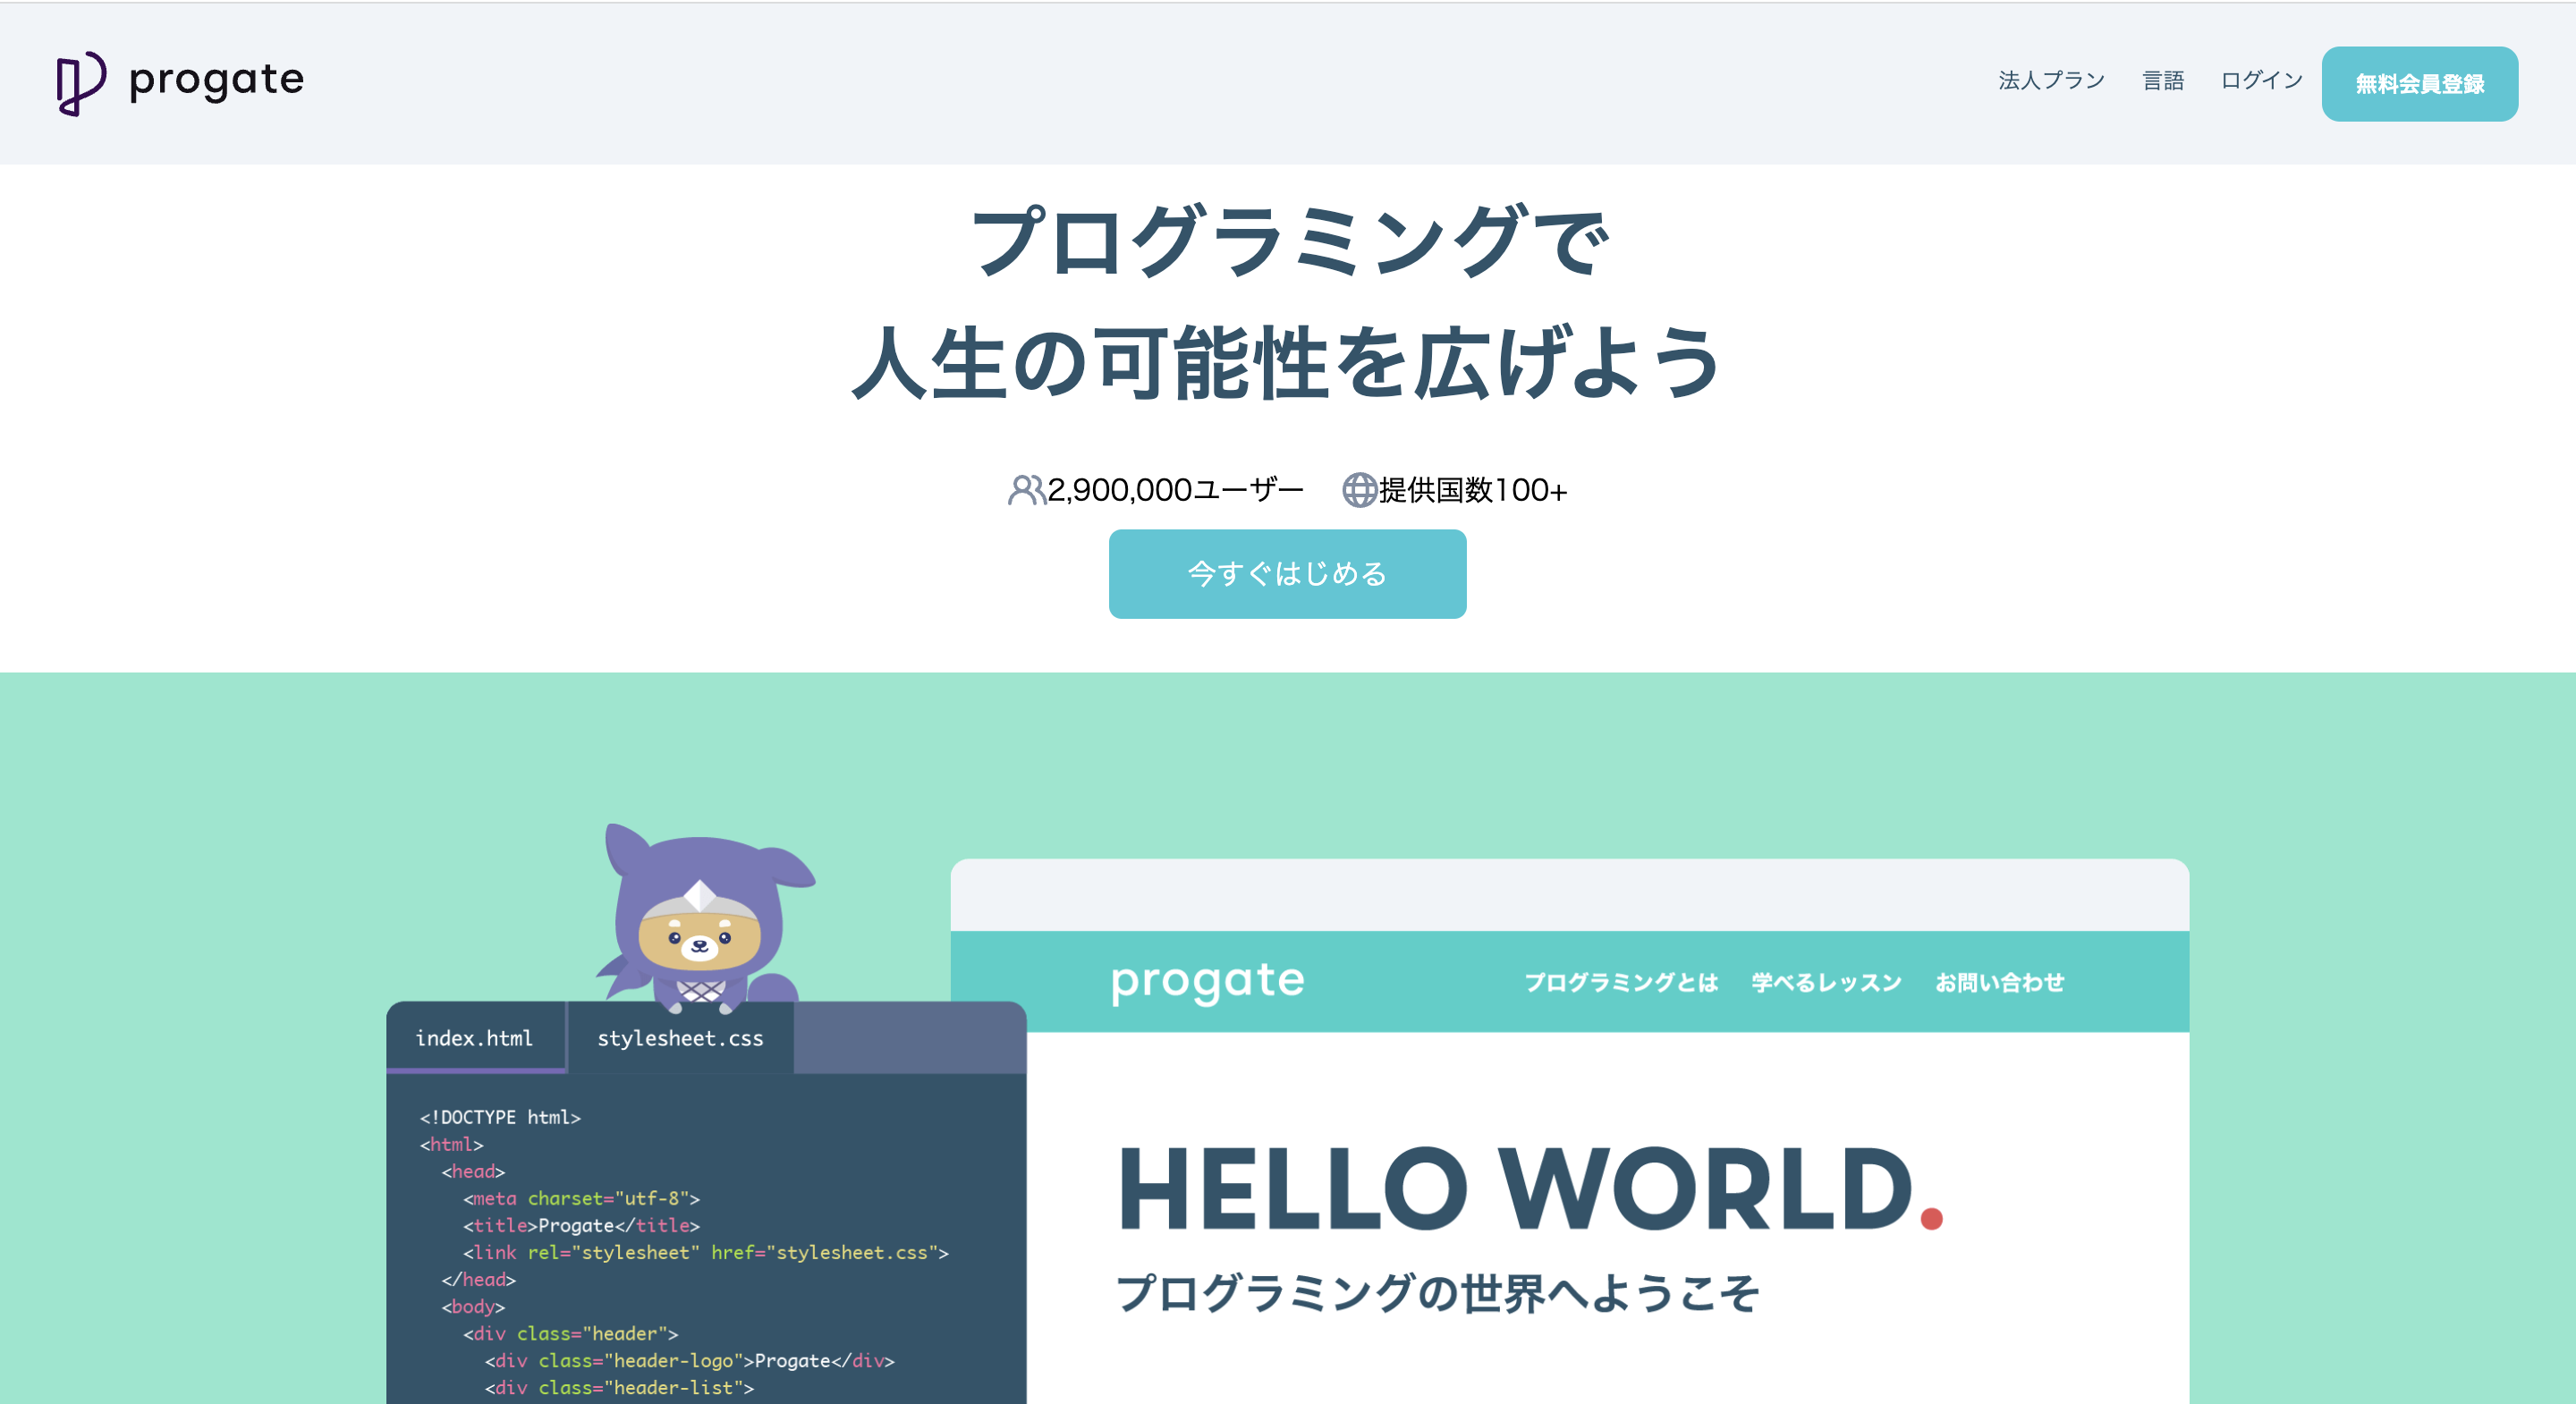 progate
法人プラン 言語 ログイン 無料会員登録
プログラミングで
人生の可能性を広げよう
2,900,000ユーザー 提供国数100+
今すぐはじめる
progate プログラミングとは 学べるレッスン お問い合わせ
HELLO WORLD.
プログラミングの世界へようこそ
index.html stylesheet.css
<!DOCTYPE html>
<html>
<head>
<meta charset="utf-8">
<title>Progate</title>
<link rel="stylesheet" href="stylesheet.css">
</head>
<body>
<div class="header">
<div class="header-logo">Progate</div>
<div class="header-list">